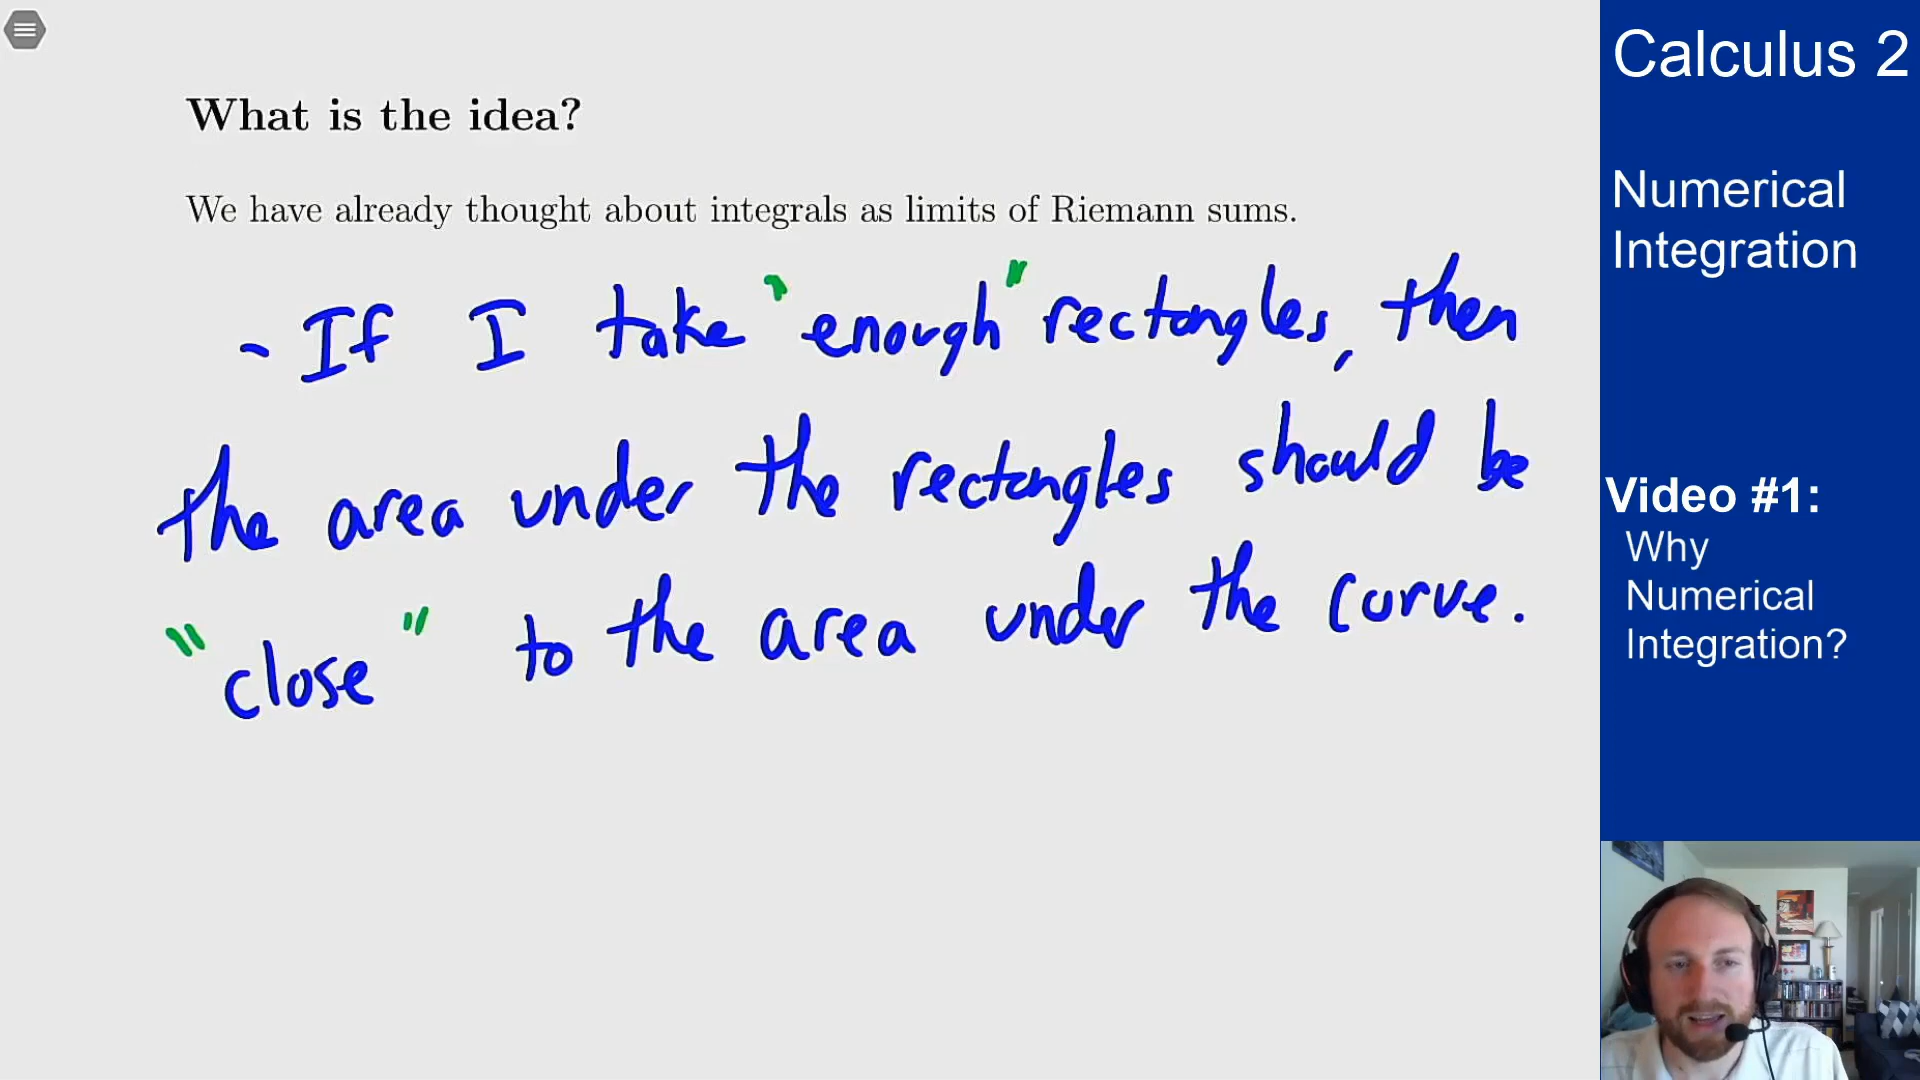 What is the idea?
We have already thought about integrals as limits of Riemann sums.
- If I take "enough" rectangles, then
the area under the rectangles should be
"close" to the area under the curve.
Calculus 2
Numerical
Integration
Video #1:
Why
Numerical
Integration?